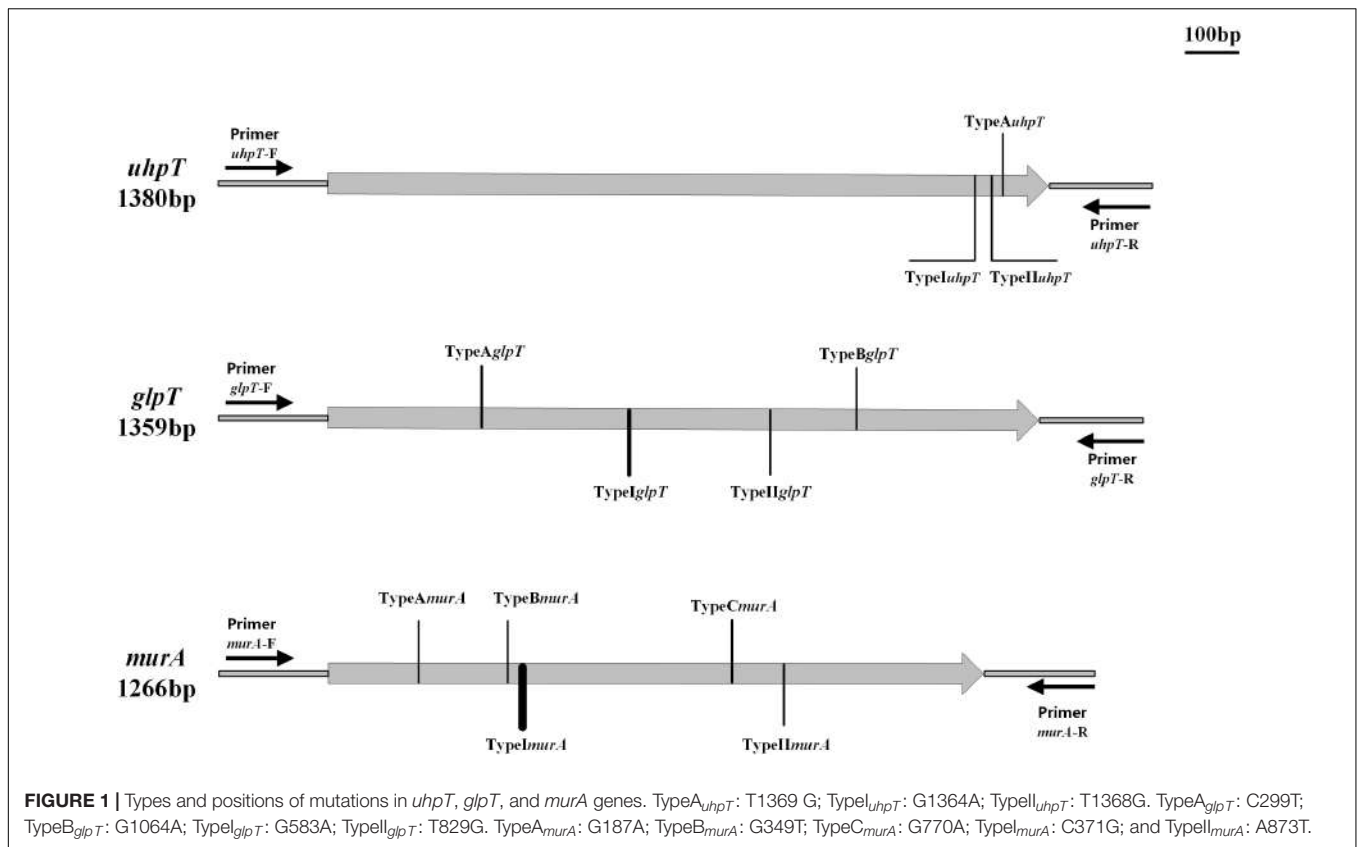 100bp
TypeAuhpT
Primer
uhpT-F
uhpT
1380bp
Primer
uhpT-R
TypeIuhpT
TypeIIuhpT
TypeAglpT
TypeBglpT
Primer
glpT-F
glpT
1359bp
Primer
glpT-R
TypeIglpT
TypeIIglpT
TypeAmurA
TypeBmurA
TypeCmurA
Primer
murA-F
murA
1266bp
Primer
murA-R
TypeImurA
TypeIImurA
FIGURE 1 | Types and positions of mutations in uhpT, glpT, and murA genes. TypeAuhpT: T1369 G; TypeIuhpT: G1364A; TypeIIuhpT: T1368G. TypeAglpT: C299T;
TypeBglpT: G1064A; TypeIglpT: G583A; TypeIIglpT: T829G. TypeAmurA: G187A; TypeBmurA: G349T; TypeCmurA: G770A; TypeImurA: C371G; and TypeIImurA: A873T.